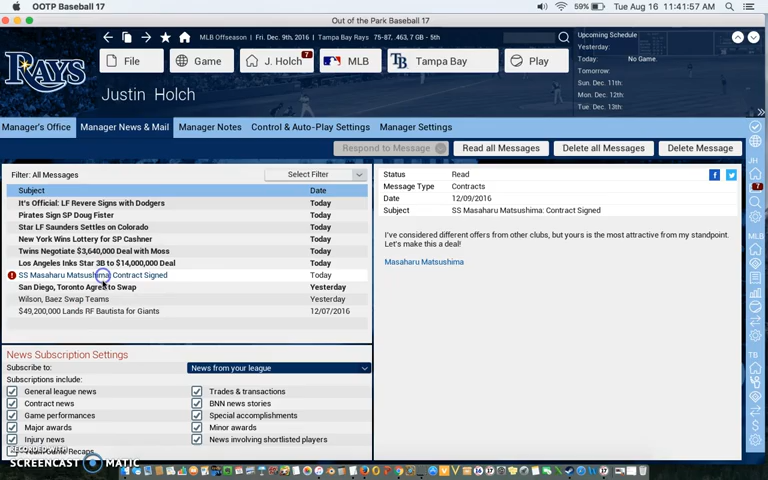 OOTP Baseball 17
59%
Tue Aug 16 11:41:57 AM
Out of the Park Baseball 17
MLB Offseason Fri. Dec. 9th, 2016 Tampa Bay Rays 75-87, .463, 7 GB - 5th
Upcoming Schedule
Yesterday:
Today: No Game.
Tomorrow:
Sun. Dec. 11th:
Mon. Dec. 12th:
Tue. Dec. 13th:
RAYS
File
Game
J. Holch
7
MLB
Tampa Bay
Play
Justin Holch
Manager's Office
Manager News & Mail
Manager Notes
Control & Auto-Play Settings
Manager Settings
Respond to Message
Read all Messages
Delete all Messages
Delete Message
JH
7
MLB
TB
Filter: All Messages
Select Filter
Subject Date
It's Official: LF Revere Signs with Dodgers Today
Pirates Sign SP Doug Fister Today
Star LF Saunders Settles on Colorado Today
New York Wins Lottery for SP Cashner Today
Twins Negotiate $3,640,000 Deal with Moss Today
Los Angeles Inks Star 3B to $14,000,000 Deal Today
SS Masaharu Matsushima: Contract Signed Today
San Diego, Toronto Agree to Swap Yesterday
Wilson, Baez Swap Teams Yesterday
$49,200,000 Lands RF Bautista for Giants 12/07/2016
Status Read
Message Type Contracts
Date 12/09/2016
Subject SS Masaharu Matsushima: Contract Signed
I've considered different offers from other clubs, but yours is the most attractive from my standpoint.
Let's make this a deal!
Masaharu Matsushima
News Subscription Settings
Subscribe to: News from your league
Subscriptions include:
General league news Trades & transactions
Contract news BNN news stories
Game performances Special accomplishments
Major awards Minor awards
Injury news News involving shortlisted players
Game Recaps
RECORDED WITH
SCREENCAST MATIC